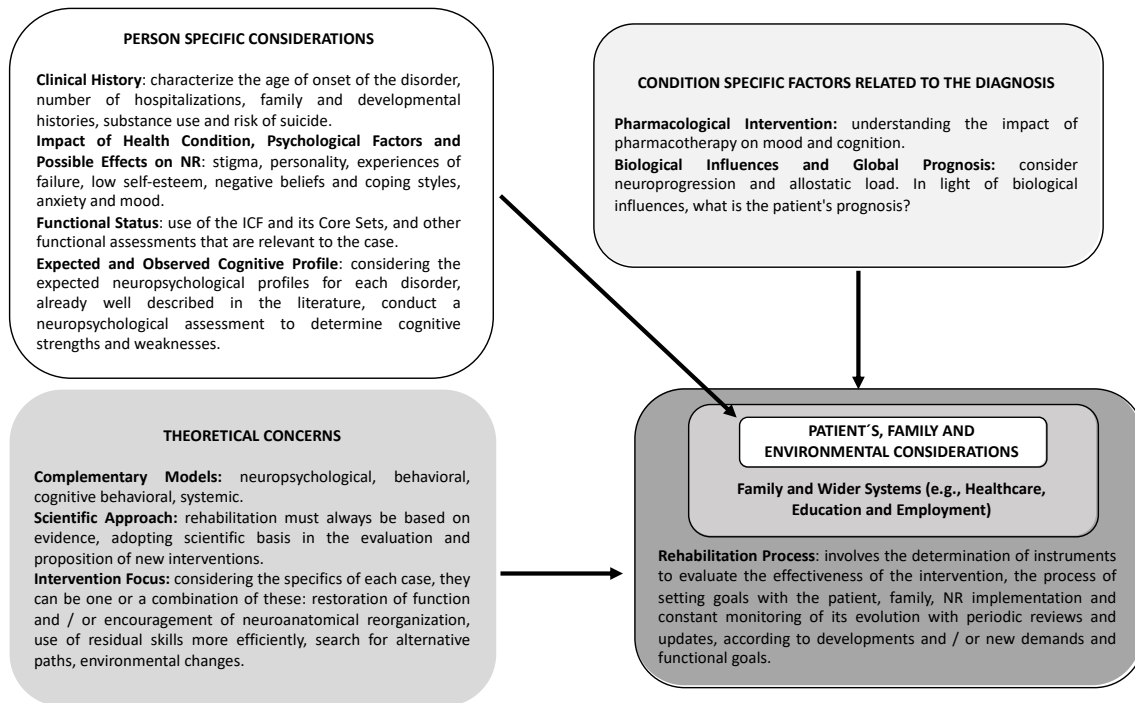 PERSON SPECIFIC CONSIDERATIONS
Clinical History: characterize the age of onset of the disorder,
number of hospitalizations, family and developmental
histories, substance use and risk of suicide.
Impact of Health Condition, Psychological Factors and
Possible Effects on NR: stigma, personality, experiences of
failure, low self-esteem, negative beliefs and coping styles,
anxiety and mood.
Functional Status: use of the ICF and its Core Sets, and other
functional assessments that are relevant to the case.
Expected and Observed Cognitive Profile: considering the
expected neuropsychological profiles for each disorder,
already well described in the literature, conduct a
neuropsychological assessment to determine cognitive
strengths and weaknesses.
CONDITION SPECIFIC FACTORS RELATED TO THE DIAGNOSIS
Pharmacological Intervention: understanding the impact of
pharmacotherapy on mood and cognition.
Biological Influences and Global Prognosis: consider
neuroprogression and allostatic load. In light of biological
influences, what is the patient's prognosis?
THEORETICAL CONCERNS
Complementary Models: neuropsychological, behavioral,
cognitive behavioral, systemic.
Scientific Approach: rehabilitation must always be based on
evidence, adopting scientific basis in the evaluation and
proposition of new interventions.
Intervention Focus: considering the specifics of each case, they
can be one or a combination of these: restoration of function
and / or encouragement of neuroanatomical reorganization,
use of residual skills more efficiently, search for alternative
paths, environmental changes.
PATIENT´S, FAMILY AND
ENVIRONMENTAL CONSIDERATIONS
Family and Wider Systems (e.g., Healthcare,
Education and Employment)
Rehabilitation Process: involves the determination of instruments
to evaluate the effectiveness of the intervention, the process of
setting goals with the patient, family, NR implementation and
constant monitoring of its evolution with periodic reviews and
updates, according to developments and / or new demands and
functional goals.